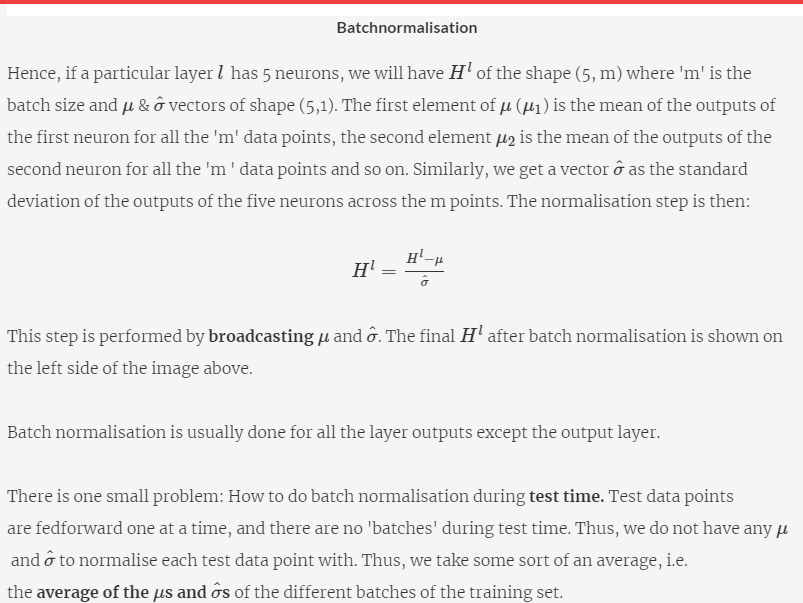 Batchnormalisation
Hence, if a particular layer l has 5 neurons, we will have Hˡ of the shape (5, m) where 'm' is the
batch size and μ & σ̂ vectors of shape (5,1). The first element of μ (μ₁) is the mean of the outputs of
the first neuron for all the 'm' data points, the second element μ₂ is the mean of the outputs of the
second neuron for all the 'm ' data points and so on. Similarly, we get a vector σ̂ as the standard
deviation of the outputs of the five neurons across the m points. The normalisation step is then:
Hˡ = (Hˡ−μ)/σ̂
This step is performed by broadcasting μ and σ̂. The final Hˡ after batch normalisation is shown on
the left side of the image above.
Batch normalisation is usually done for all the layer outputs except the output layer.
There is one small problem: How to do batch normalisation during test time. Test data points
are fedforward one at a time, and there are no 'batches' during test time. Thus, we do not have any μ
and σ̂ to normalise each test data point with. Thus, we take some sort of an average, i.e.
the average of the μs and σ̂s of the different batches of the training set.